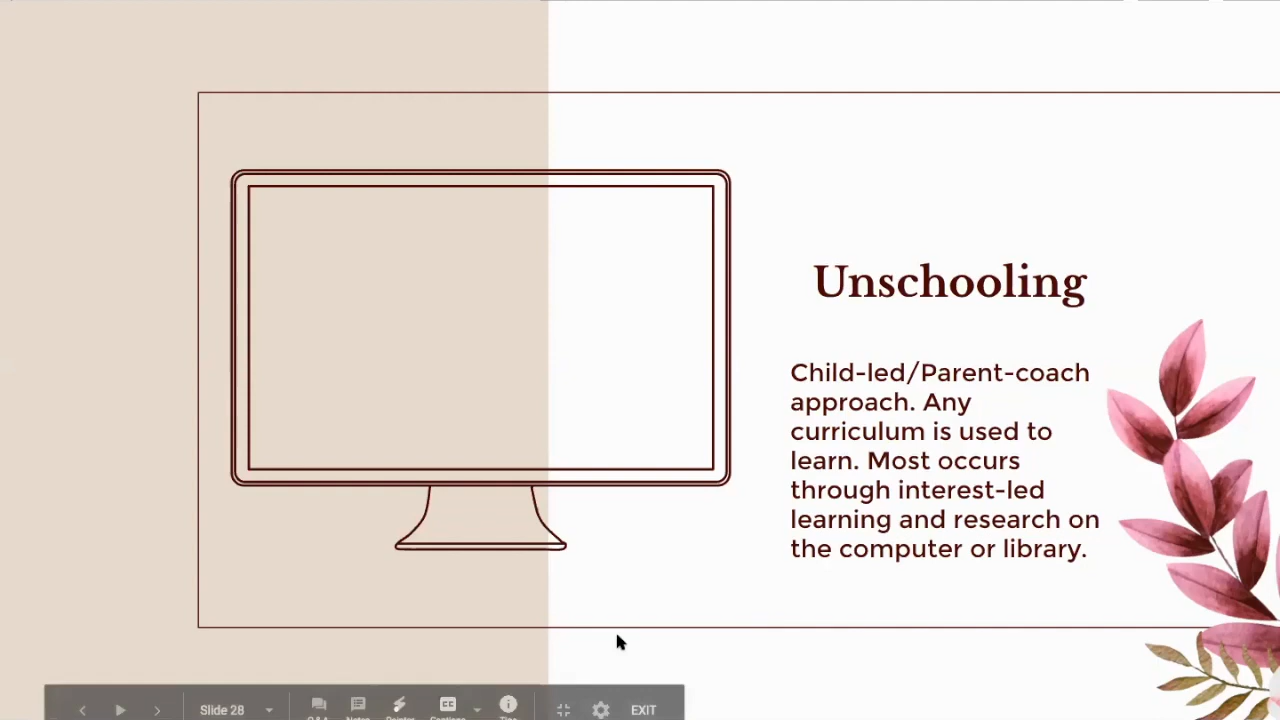 Unschooling
Child-led/Parent-coach
approach. Any
curriculum is used to
learn. Most occurs
through interest-led
learning and research on
the computer or library.
Slide 28
CC
EXIT